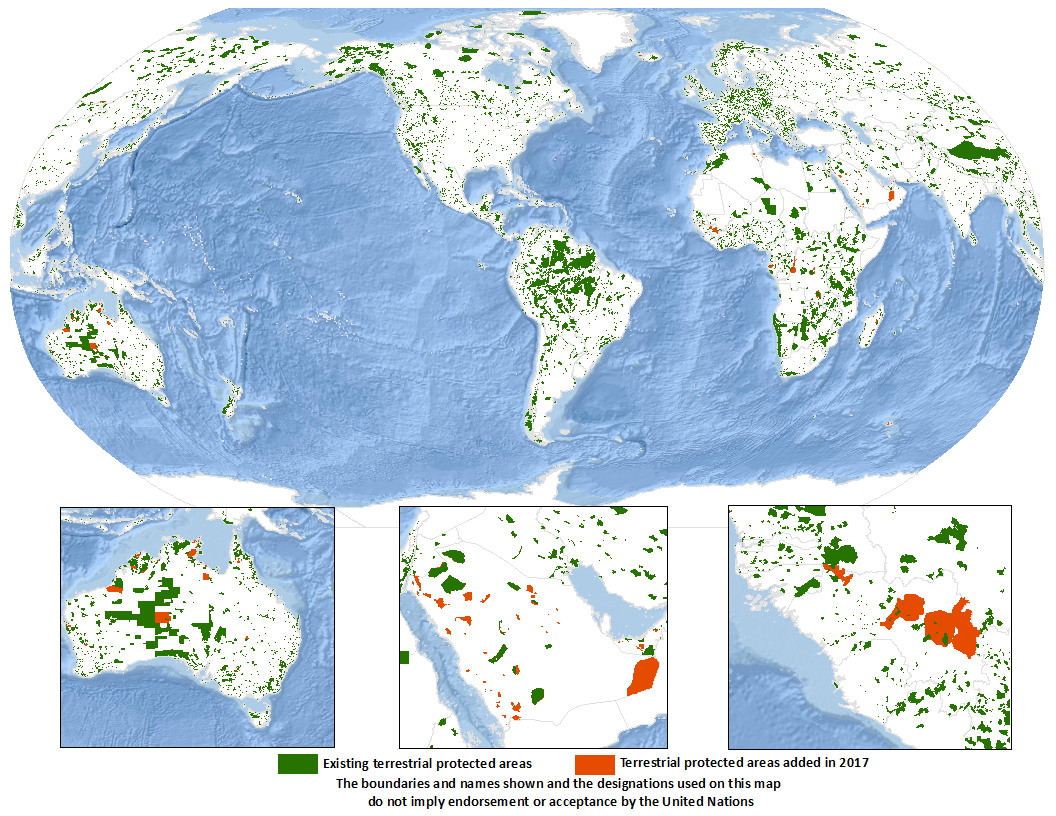 Existing terrestrial protected areas
Terrestrial protected areas added in 2017
The boundaries and names shown and the designations used on this map
do not imply endorsement or acceptance by the United Nations